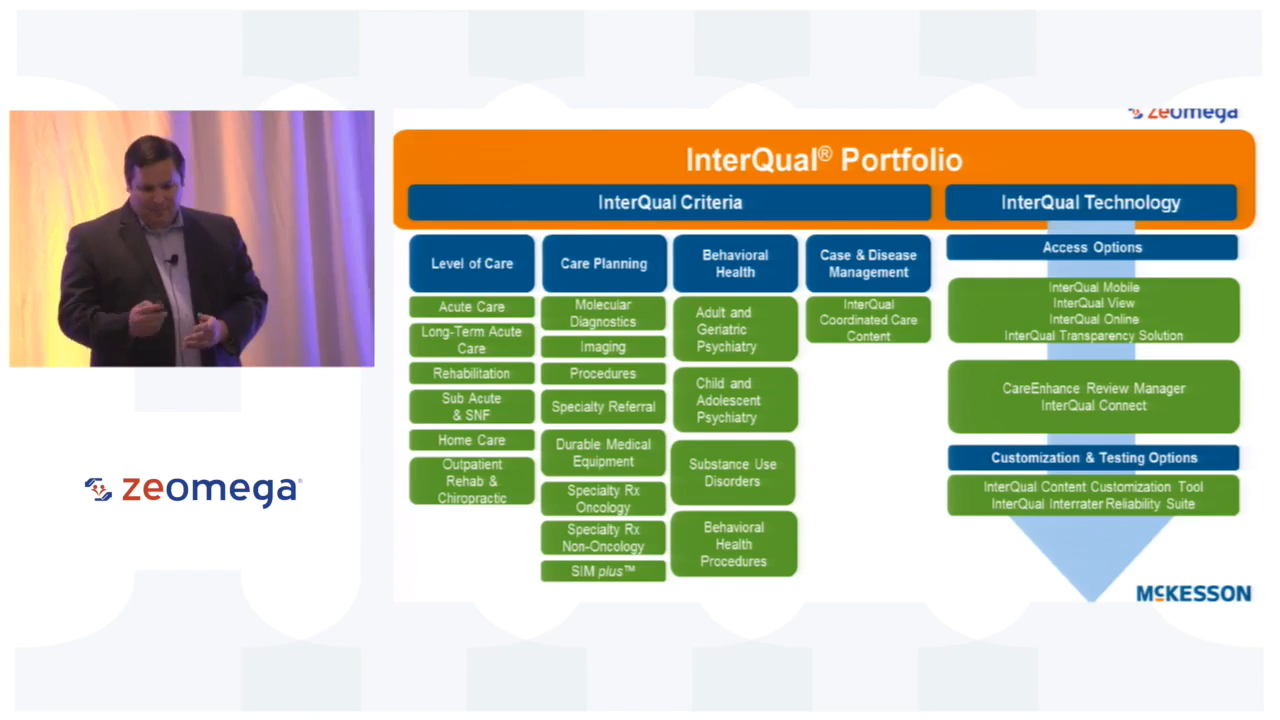 zeomega
InterQual® Portfolio
InterQual Criteria
InterQual Technology
Level of Care
Acute Care
Long-Term Acute
Care
Rehabilitation
Sub Acute
& SNF
Home Care
Outpatient
Rehab &
Chiropractic
Care Planning
Molecular
Diagnostics
Imaging
Procedures
Specialty Referral
Durable Medical
Equipment
Specialty Rx
Oncology
Specialty Rx
Non-Oncology
SIM plus™
Behavioral
Health
Adult and
Geriatric
Psychiatry
Child and
Adolescent
Psychiatry
Substance Use
Disorders
Behavioral
Health
Procedures
Case & Disease
Management
InterQual
Coordinated Care
Content
Access Options
InterQual Mobile
InterQual View
InterQual Online
InterQual Transparency Solution
CareEnhance Review Manager
InterQual Connect
Customization & Testing Options
InterQual Content Customization Tool
InterQual Interrater Reliability Suite
MCKESSON
zeomega®